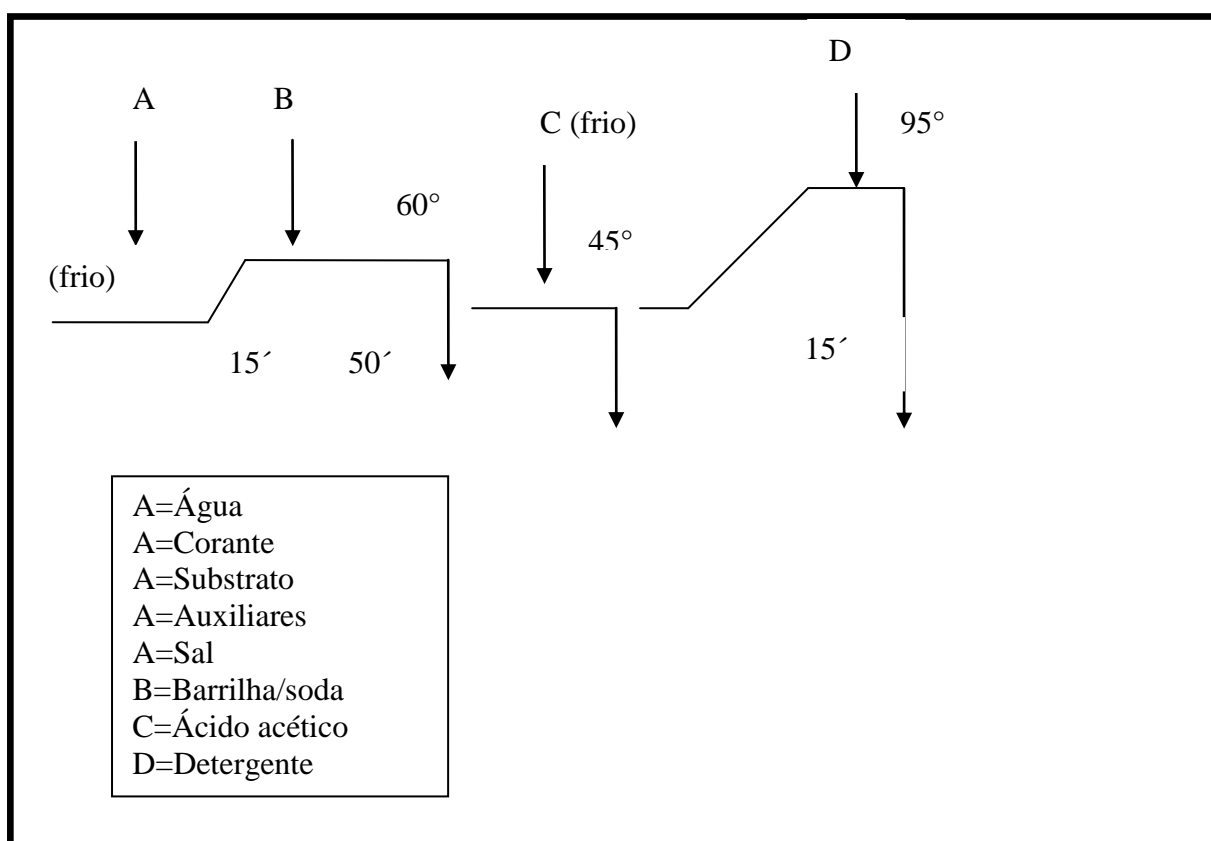 D
A B
C (frio) 95°
60°
45°
(frio)
15´ 50´ 15´
A=Água
A=Corante
A=Substrato
A=Auxiliares
A=Sal
B=Barrilha/soda
C=Ácido acético
D=Detergente